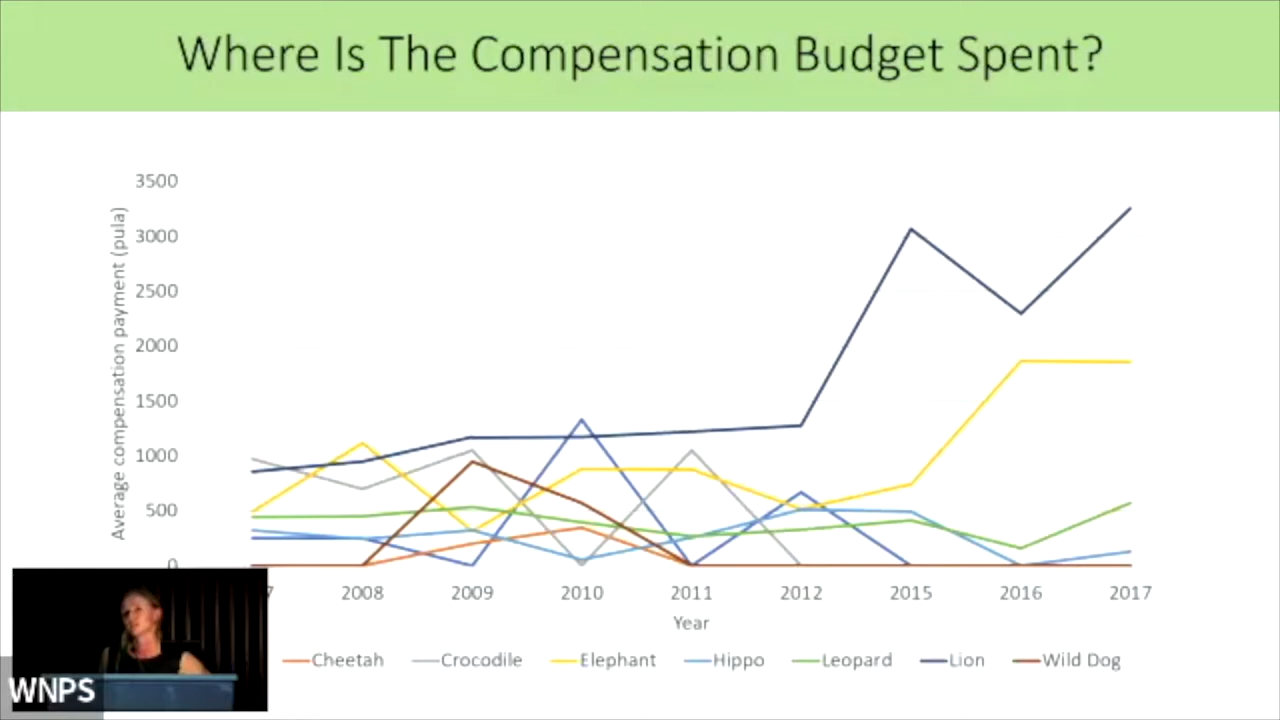 Where Is The Compensation Budget Spent?
3500
3000
2500
2000
1500
1000
500
0
Average compensation payment (pula)
7 2008 2009 2010 2011 2012 2015 2016 2017
Year
Cheetah Crocodile Elephant Hippo Leopard Lion Wild Dog
WNPS